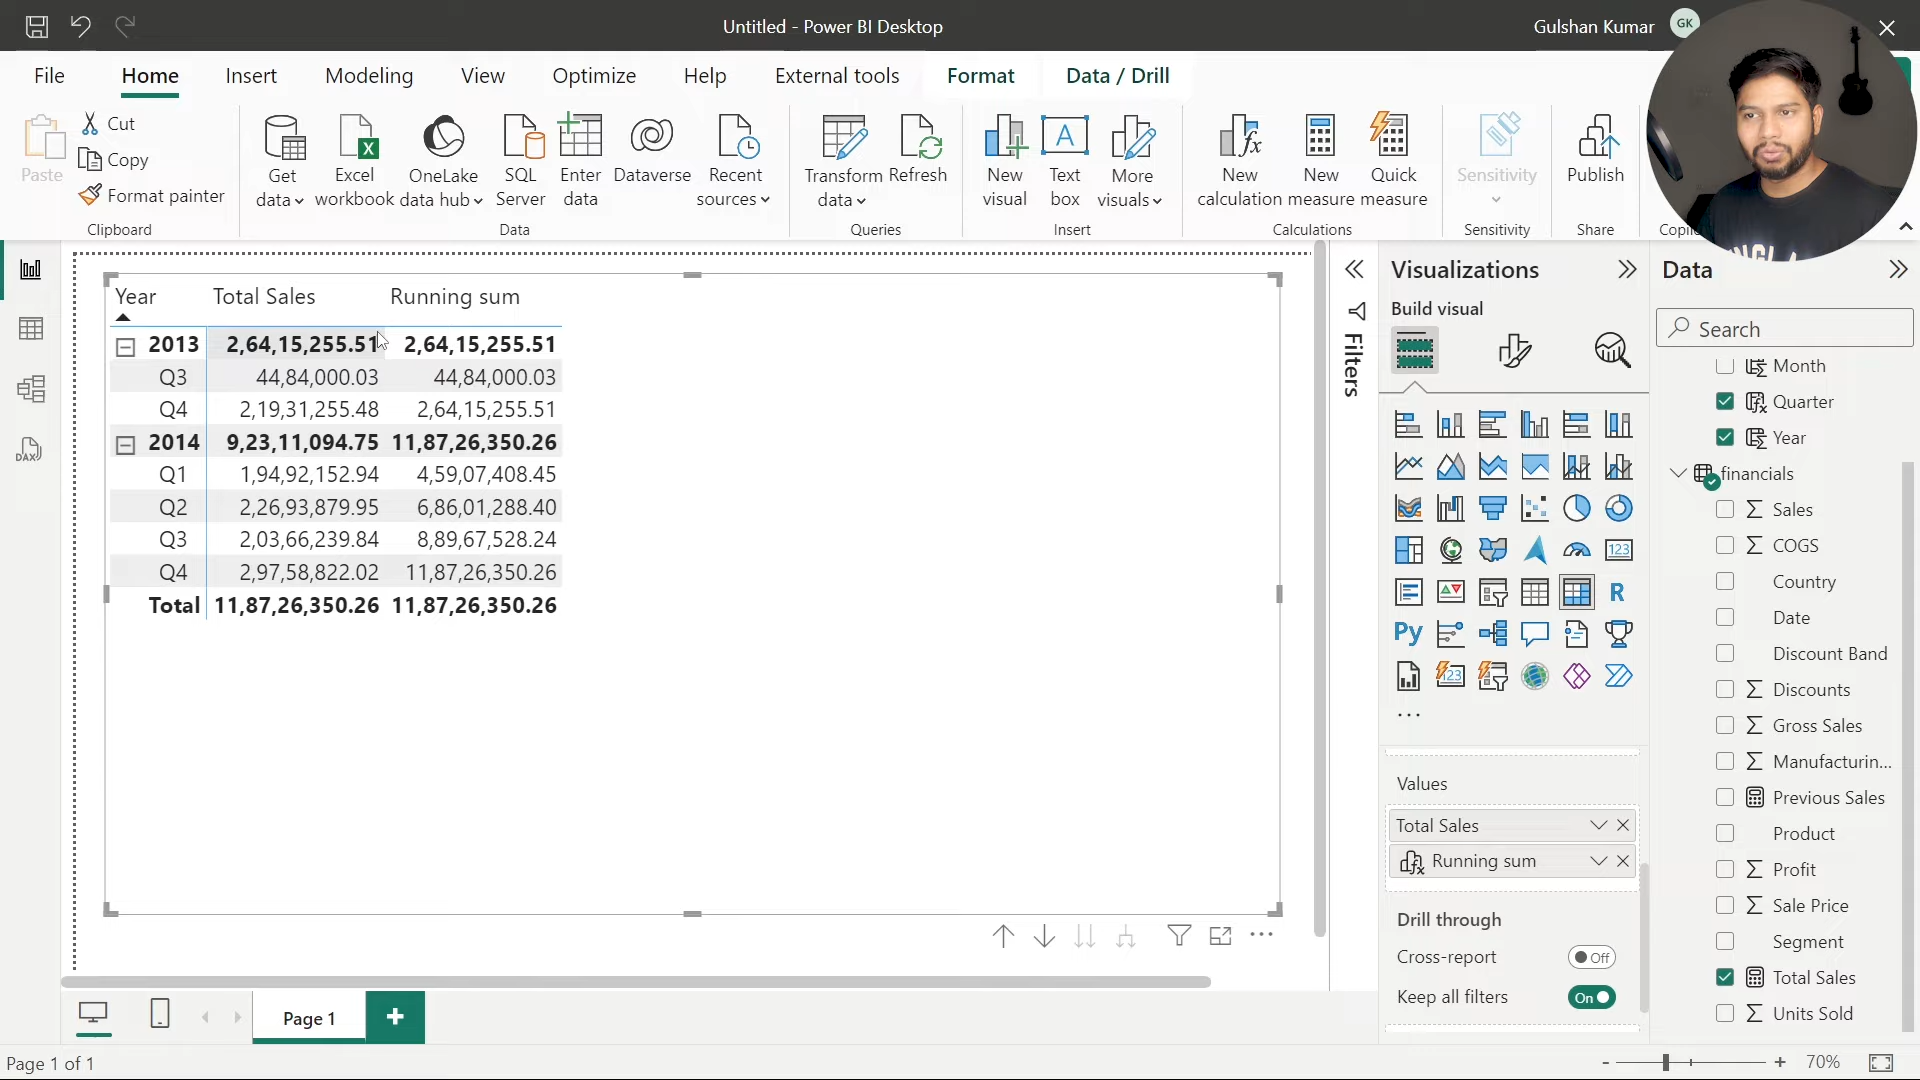 Untitled - Power BI Desktop
Gulshan Kumar
GK
File
Home
Insert
Modeling
View
Optimize
Help
External tools
Format
Data / Drill
Paste
Cut
Copy
Format painter
Clipboard
Get data
Excel workbook
OneLake data hub
SQL Server
Enter data
Dataverse
Recent sources
Data
Transform data
Refresh
Queries
New visual
Text box
More visuals
Insert
New calculation
New measure
Quick measure
Calculations
Sensitivity
Sensitivity
Publish
Share
Year Total Sales Running sum
2013 2,64,15,255.51 2,64,15,255.51
Q3 44,84,000.03 44,84,000.03
Q4 2,19,31,255.48 2,64,15,255.51
2014 9,23,11,094.75 11,87,26,350.26
Q1 1,94,92,152.94 4,59,07,408.45
Q2 2,26,93,879.95 6,86,01,288.40
Q3 2,03,66,239.84 8,89,67,528.24
Q4 2,97,58,822.02 11,87,26,350.26
Total 11,87,26,350.26 11,87,26,350.26
DAX
Filters
Visualizations
Build visual
123
R
Py
123
Values
Total Sales
Running sum
Drill through
Cross-report
Off
Keep all filters
On
Data
Search
Month
Quarter
Year
financials
Sales
COGS
Country
Date
Discount Band
Discounts
Gross Sales
Manufacturin...
Previous Sales
Product
Profit
Sale Price
Segment
Total Sales
Units Sold
Page 1
Page 1 of 1
70%